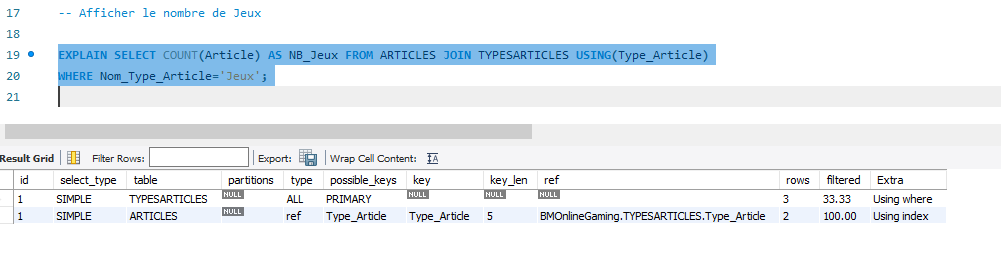 17 -- Afficher le nombre de Jeux
18
19 EXPLAIN SELECT COUNT(Article) AS NB_Jeux FROM ARTICLES JOIN TYPESARTICLES USING(Type_Article)
20 WHERE Nom_Type_Article='Jeux';
21
Result Grid Filter Rows: Export: Wrap Cell Content: IA
id select_type table partitions type possible_keys key key_len ref rows filtered Extra
1 SIMPLE TYPESARTICLES NULL ALL PRIMARY NULL NULL NULL 3 33.33 Using where
1 SIMPLE ARTICLES NULL ref Type_Article Type_Article 5 BMOnlineGaming.TYPESARTICLES.Type_Article 2 100.00 Using index